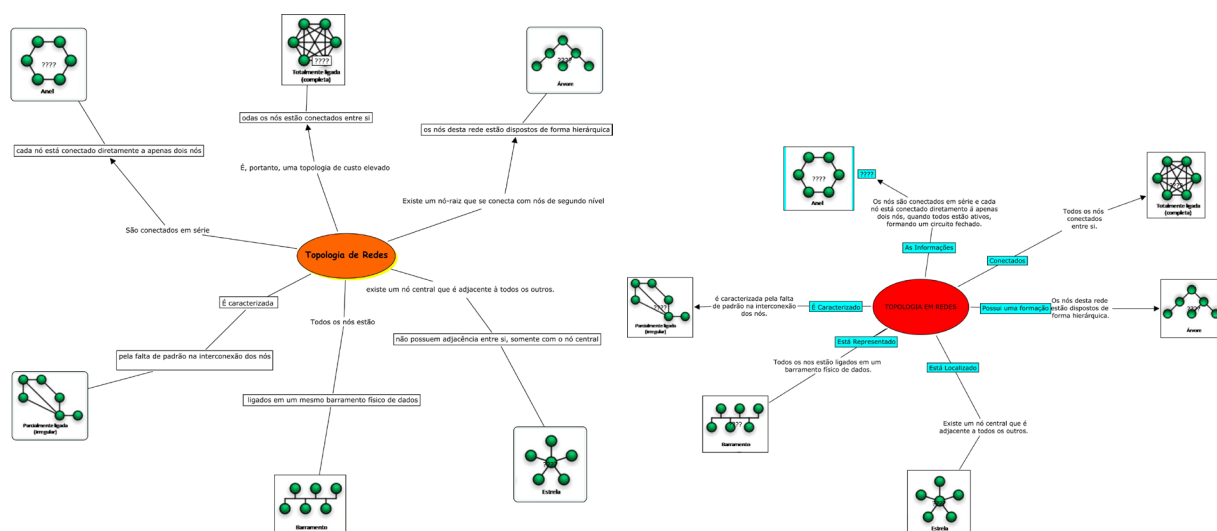 ????
Anel
????
Totalmente ligada
(completa)
????
Árvore
odas os nós estão conectados entre si
os nós desta rede estão dispostos de forma hierárquica
cada nó está conectado diretamente a apenas dois nós
É, portanto, uma topologia de custo elevado
Existe um nó-raiz que se conecta com nós de segundo nível
São conectados em série
Topologia de Redes
existe um nó central que é adjacente à todos os outros.
É caracterizada
Todos os nós estão
não possuem adjacência entre si, somente com o nó central
pela falta de padrão na interconexão dos nós
ligados em um mesmo barramento físico de dados
Parcialmente ligada
(irregular)
????
Estrela
Barramento
????
Anel
????
Os nós são conectados em série e cada
nó está conectado diretamente á apenas
dois nós, quando todos estão ativos,
formando um circuito fechado.
As Informações
????
Totalmente ligada
(completa)
Todos os nós
conectados
entre si.
Conectados
????
Parcialmente ligada
(irregular)
é caracterizada pela falta
de padrão na interconexão
dos nós.
É Caracterizado
TOPOLOGIA EM REDES
Possui uma formação
Os nós desta rede
estão dispostos de
forma hierárquica.
????
Árvore
Está Representado
Todos os nos estão ligados em um
barramento físico de dados.
Está Localizado
????
Barramento
Existe um nó central que é
adjacente a todos os outros.
????
Estrela